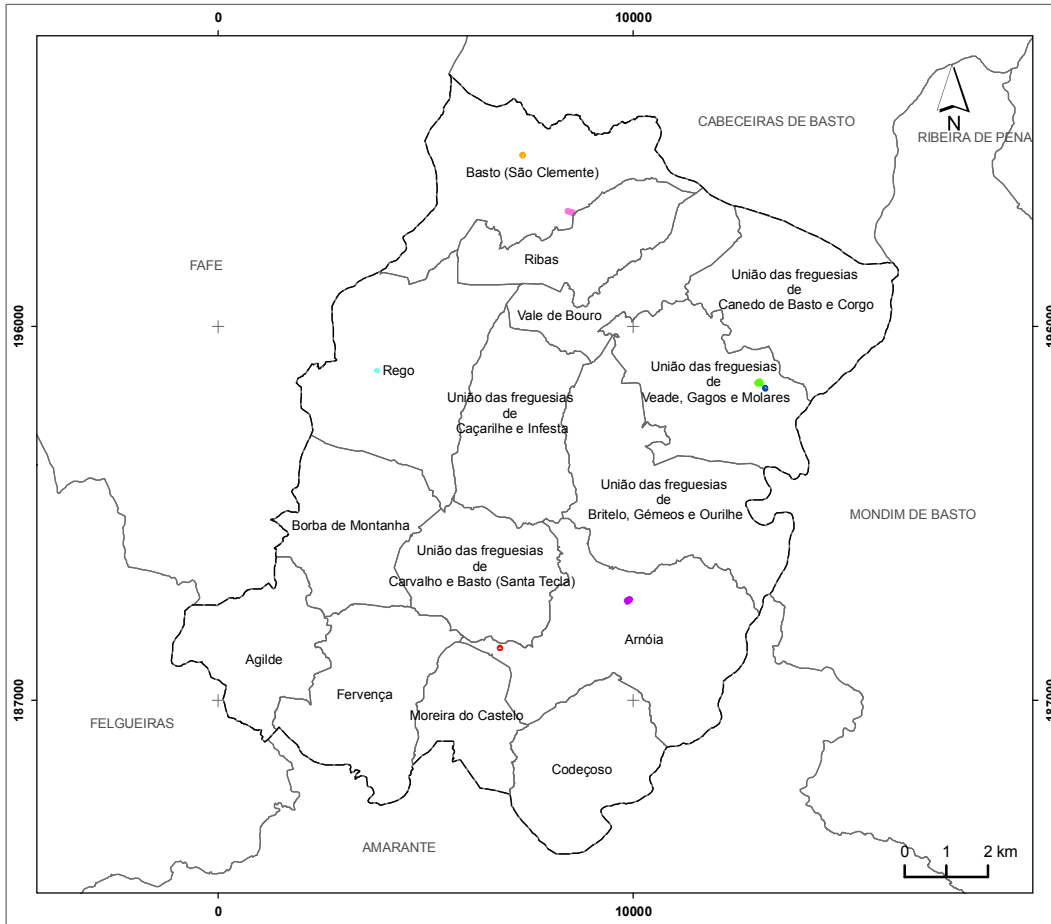 0
10000
CABECEIRAS DE BASTO
N
RIBEIRA DE PENA
Basto (São Clemente)
FAFE
Ribas
União das freguesias
de
Canedo de Basto e Corgo
196000
196000
Vale de Bouro
Rego
União das freguesias
de
Veade, Gagos e Molares
União das freguesias
de
Caçarilhe e Infesta
União das freguesias
de
Britelo, Gémeos e Ourilhe
MONDIM DE BASTO
Borba de Montanha
União das freguesias
de
Carvalho e Basto (Santa Tecla)
Arnóia
Agilde
Fervença
187000
187000
Moreira do Castelo
FELGUEIRAS
Codeçoso
AMARANTE
0 1 2 km
0
10000